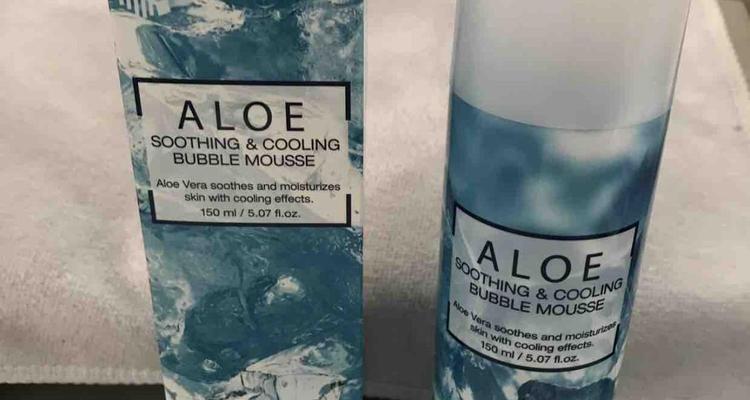 ALOE
SOOTHING & COOLING
BUBBLE MOUSSE
Aloe Vera soothes and moisturizes
skin with cooling effects.
150 ml / 5.07 fl.oz.
ALOE
SOOTHING & COOLING
BUBBLE MOUSSE
Aloe Vera soothes and moisturizes
skin with cooling effects.
150 ml / 5.07 fl.oz.